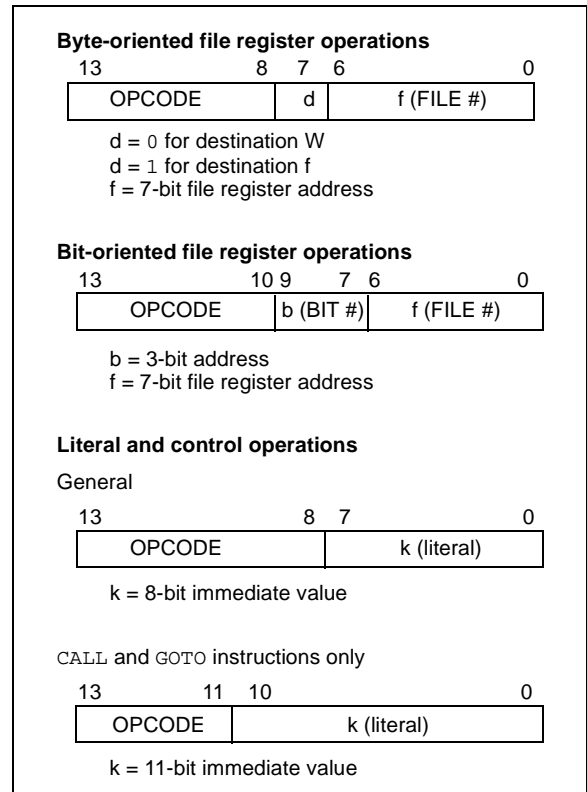 Byte-oriented file register operations
13 8 7 6 0
OPCODE d f (FILE #)
d = 0 for destination W
d = 1 for destination f
f = 7-bit file register address
Bit-oriented file register operations
13 10 9 7 6 0
OPCODE b (BIT #) f (FILE #)
b = 3-bit address
f = 7-bit file register address
Literal and control operations
General
13 8 7 0
OPCODE k (literal)
k = 8-bit immediate value
CALL and GOTO instructions only
13 11 10 0
OPCODE k (literal)
k = 11-bit immediate value